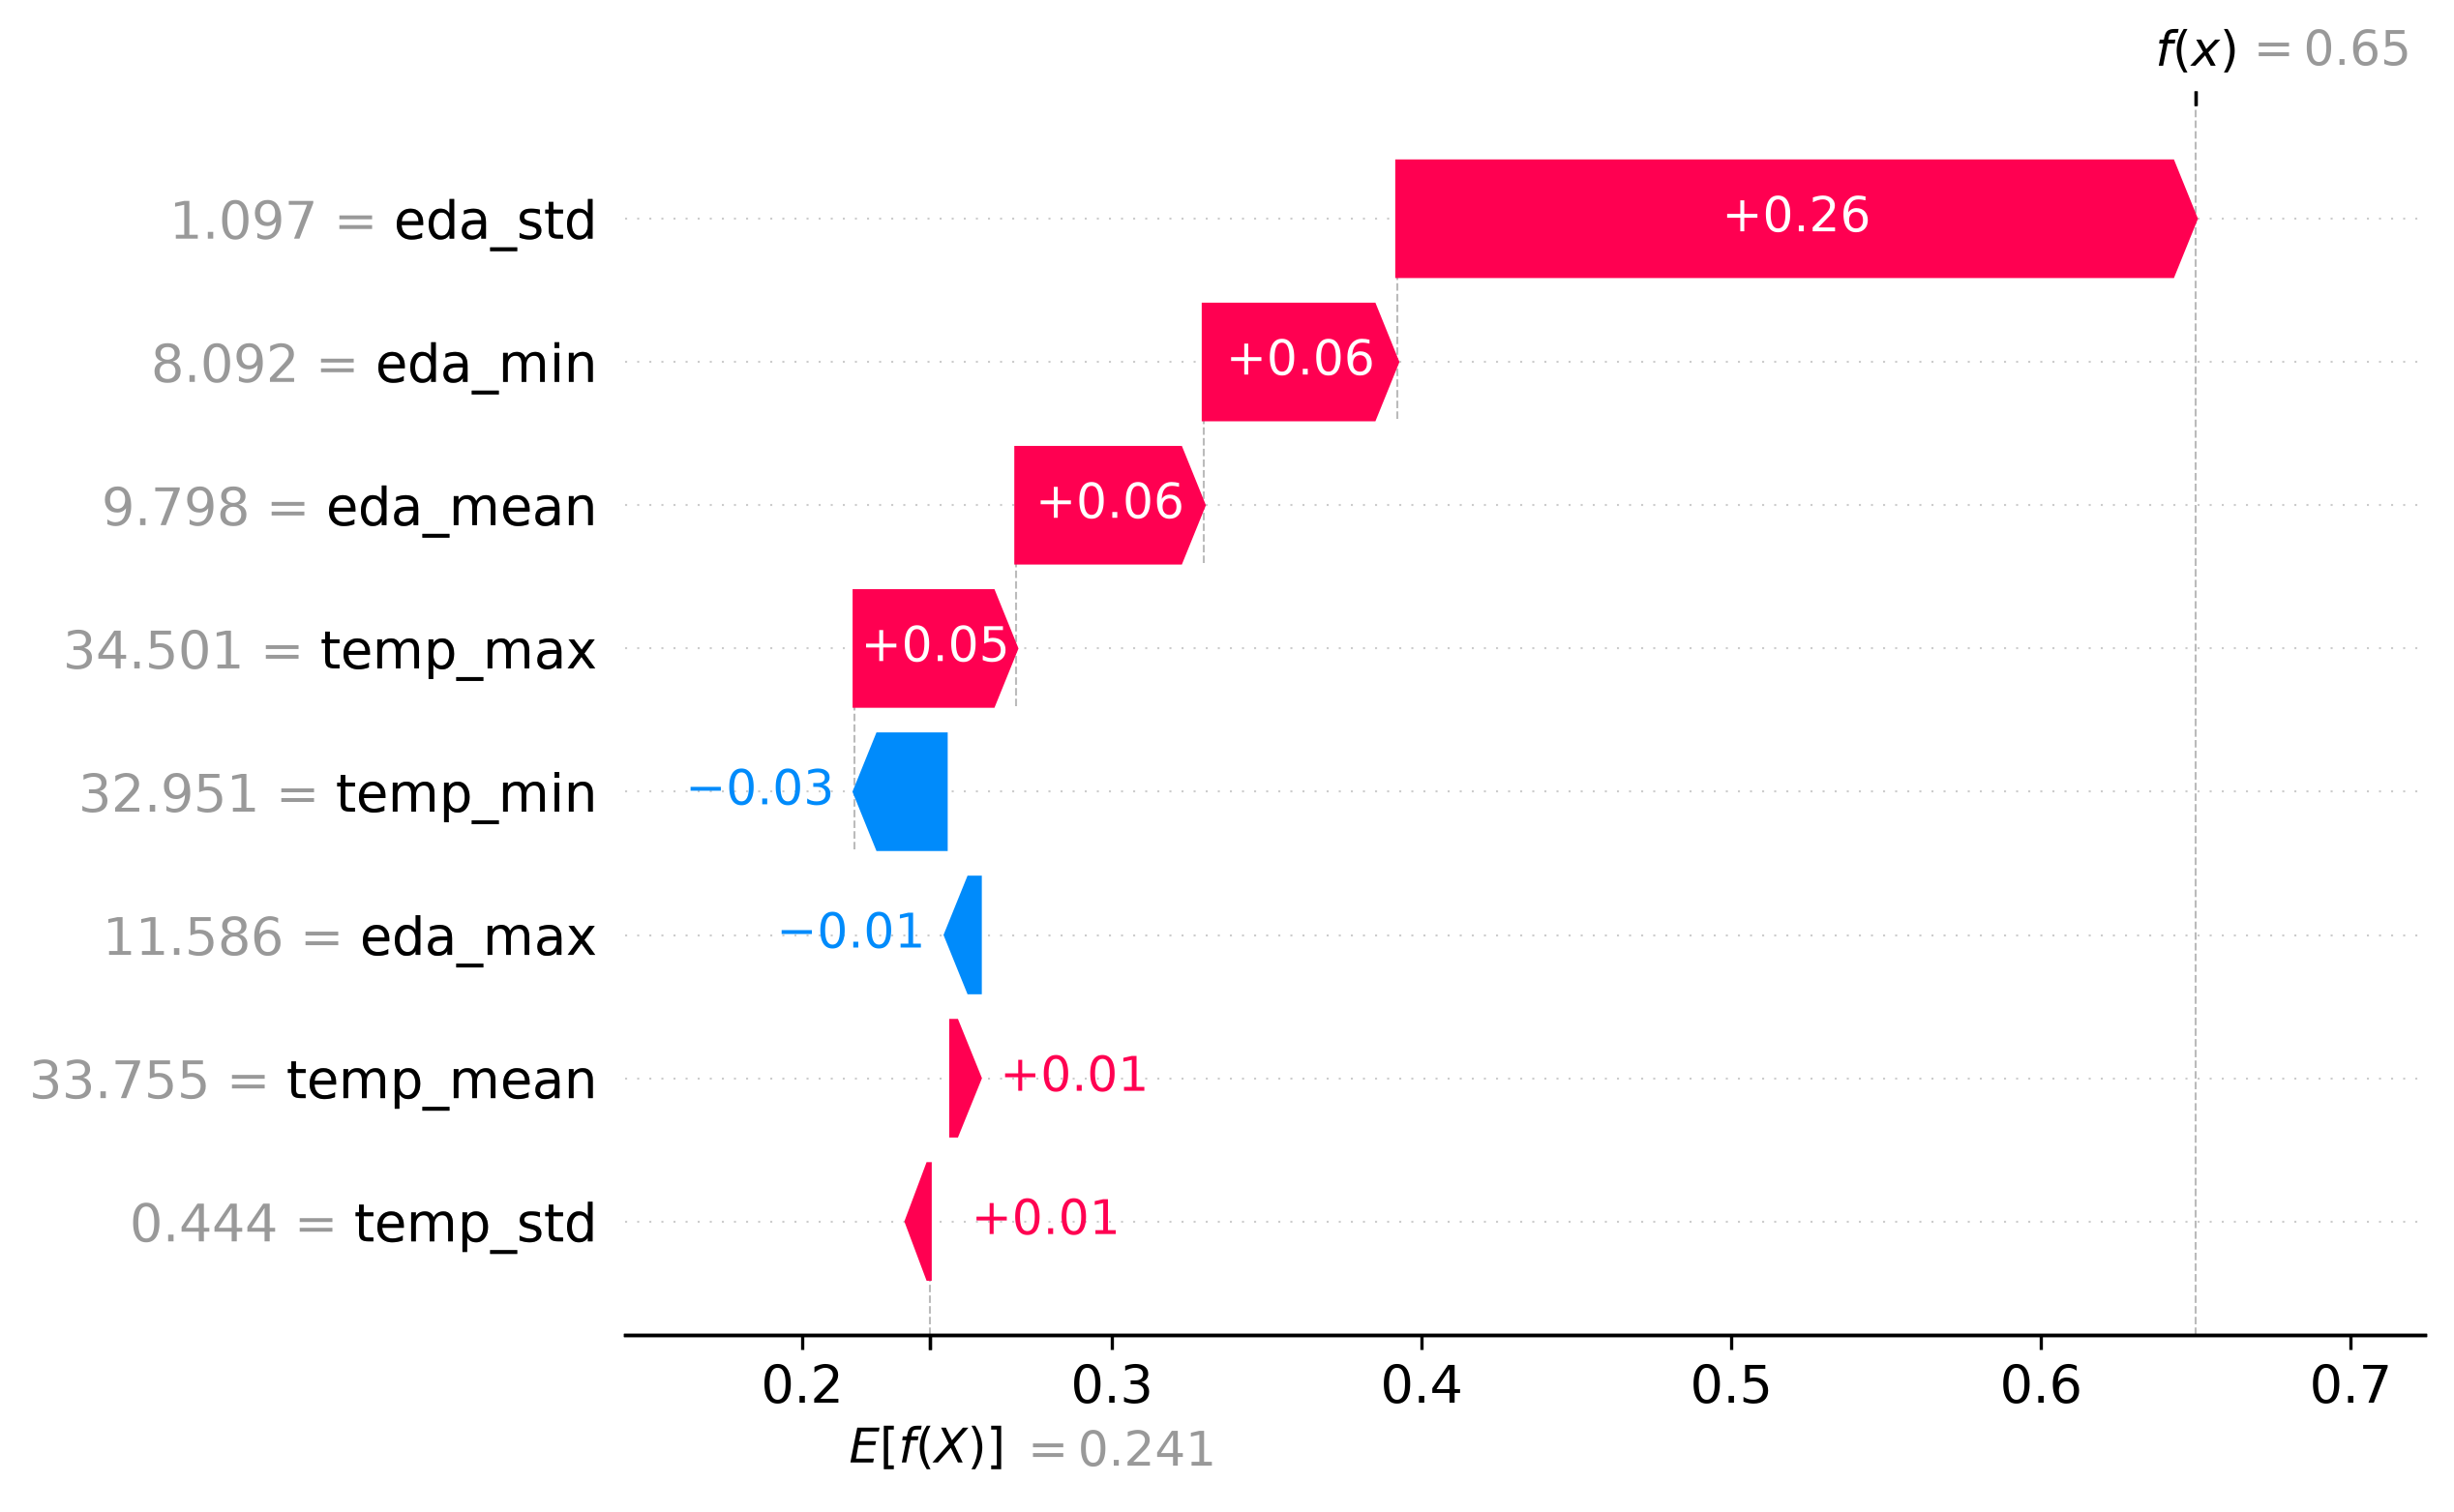 f(x) = 0.65
1.097 = eda_std +0.26
8.092 = eda_min +0.06
9.798 = eda_mean +0.06
34.501 = temp_max +0.05
32.951 = temp_min −0.03
11.586 = eda_max −0.01
33.755 = temp_mean +0.01
0.444 = temp_std +0.01
0.2 0.3 0.4 0.5 0.6 0.7
E[f(X)] = 0.241